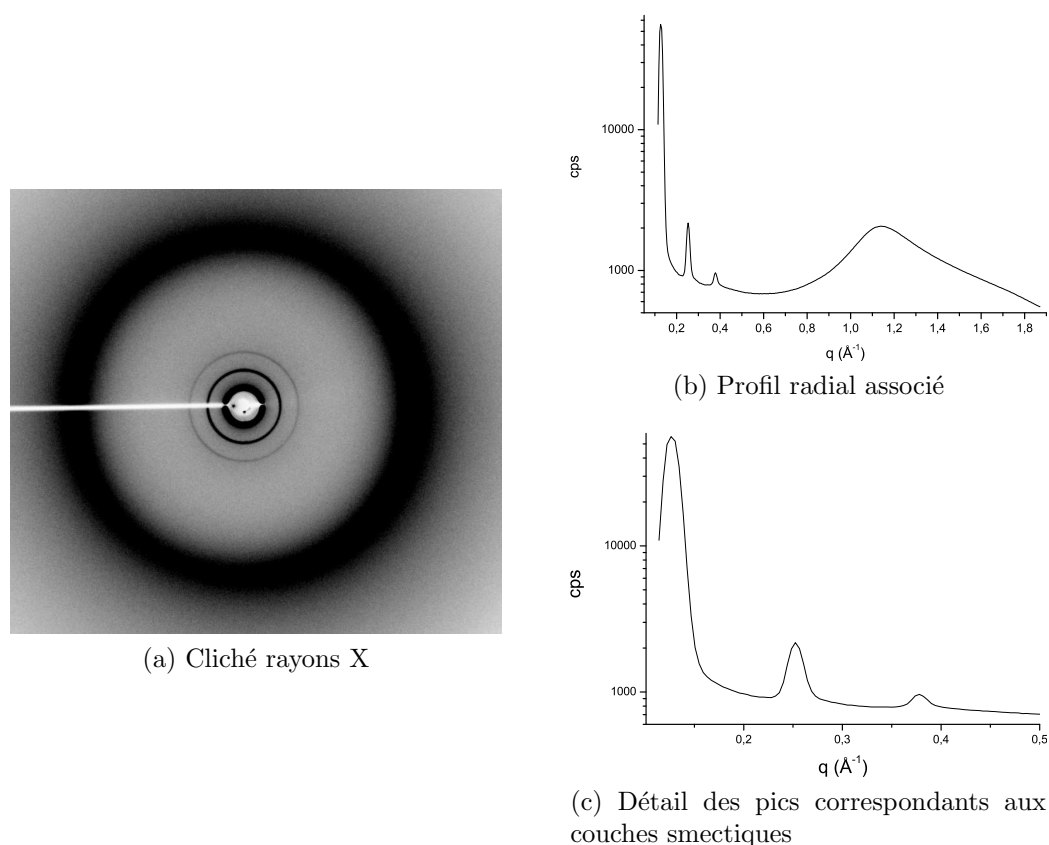 (a) Cliché rayons X
cps
10000
1000
0,2 0,4 0,6 0,8 1,0 1,2 1,4 1,6 1,8
q (Å-1)
(b) Profil radial associé
cps
10000
1000
0,2 0,3 0,4 0,5
q (Å-1)
(c) Détail des pics correspondants aux
couches smectiques